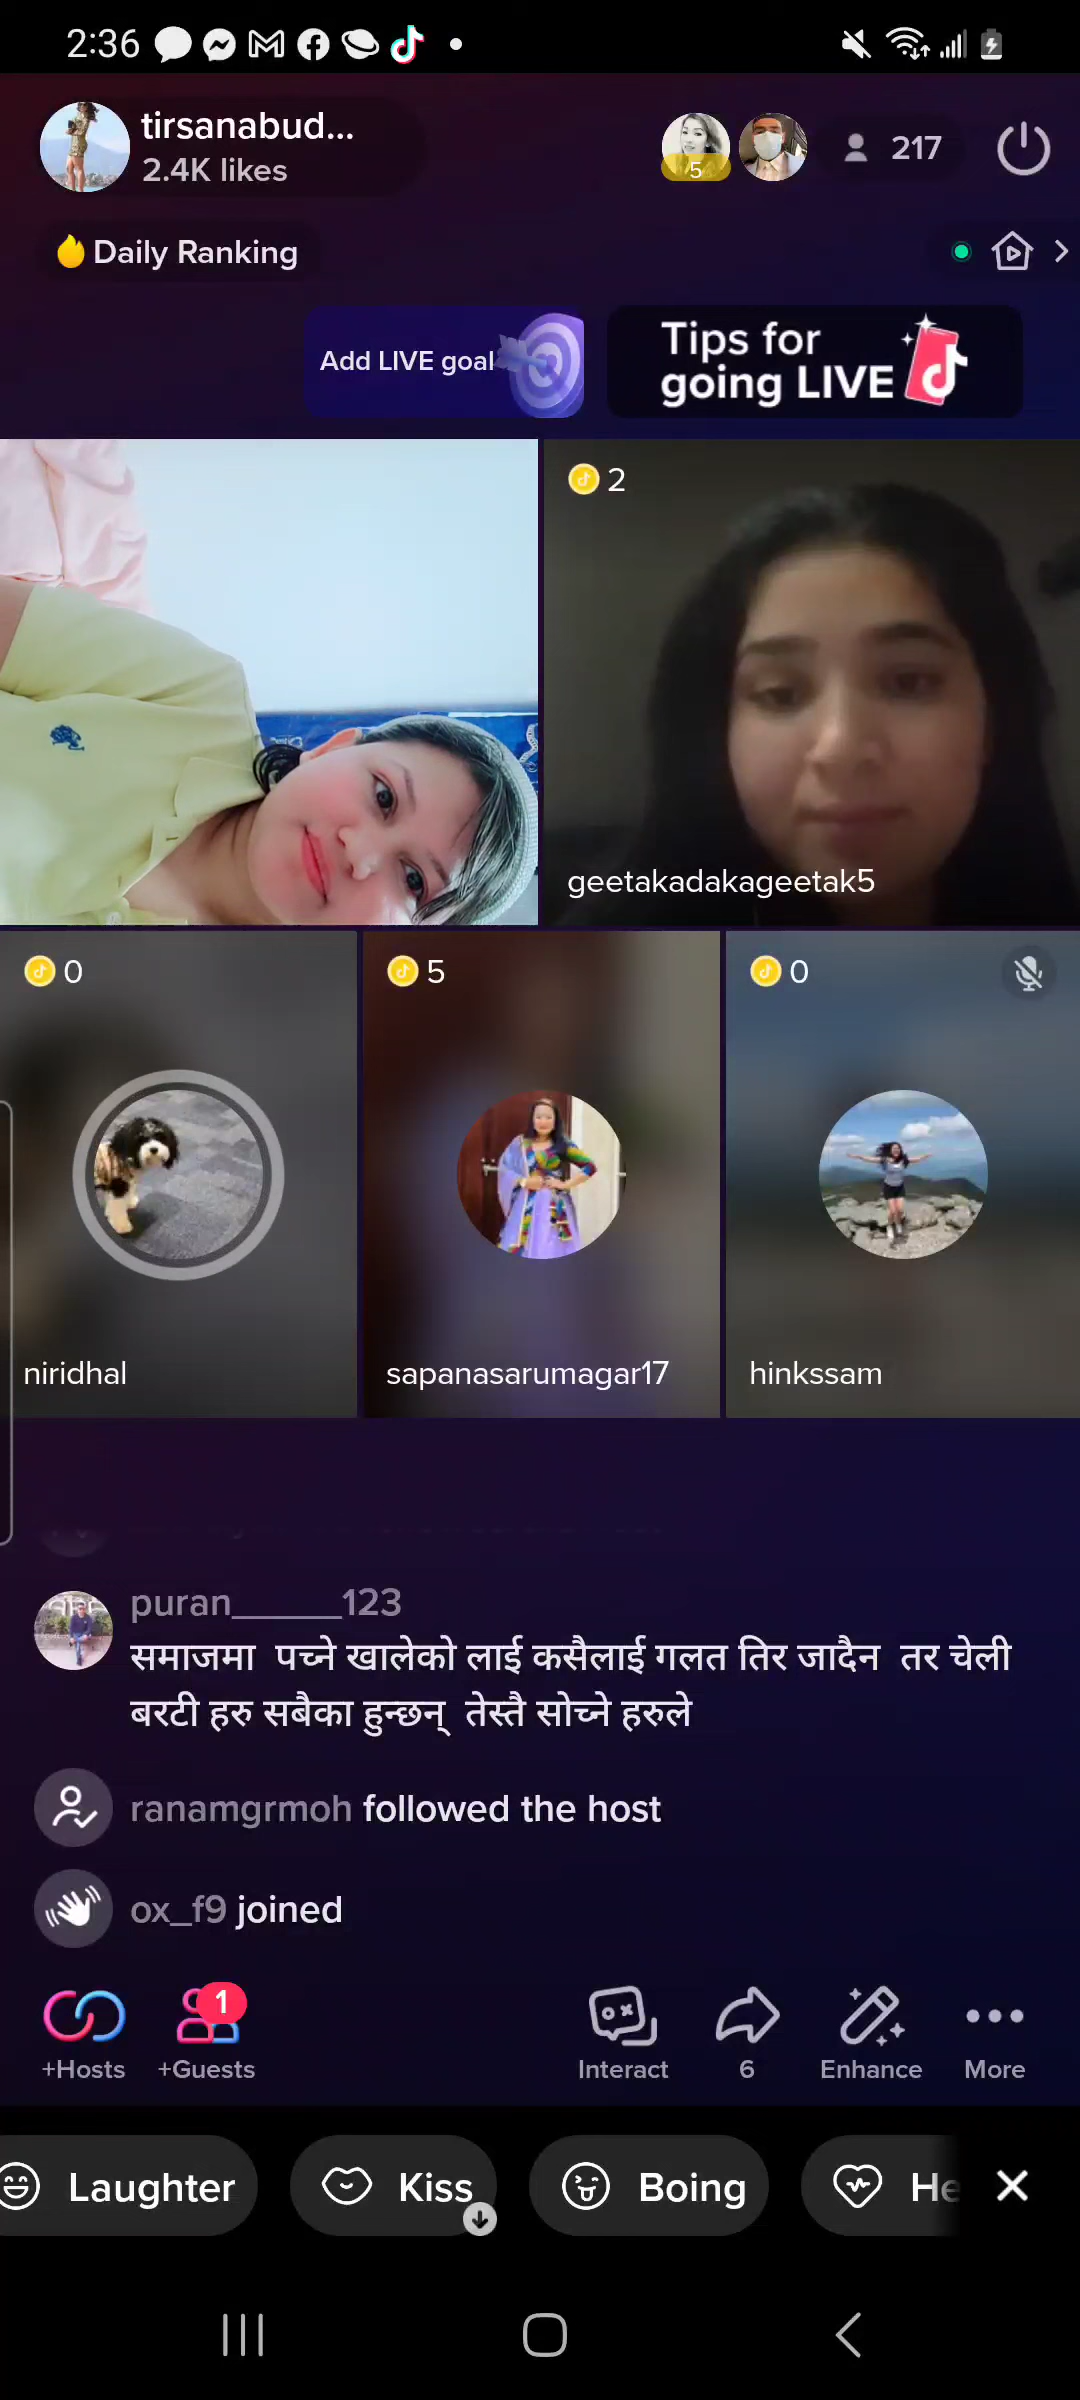 2:36
tirsanabud...
2.4K likes
5
217
Daily Ranking
Add LIVE goal
Tips for
going LIVE
2
geetakadakageetak5
0
5
0
niridhal
sapanasarumagar17
hinkssam
puran_____123
समाजमा पच्ने खालेको लाई कसैलाई गलत तिर जादैन तर चेली
बरटी हरु सबैका हुन्छन् तेस्तै सोच्ने हरुले
ranamgrmoh followed the host
ox_f9 joined
1
+Hosts
+Guests
Interact
6
Enhance
More
Laughter
Kiss
Boing
He